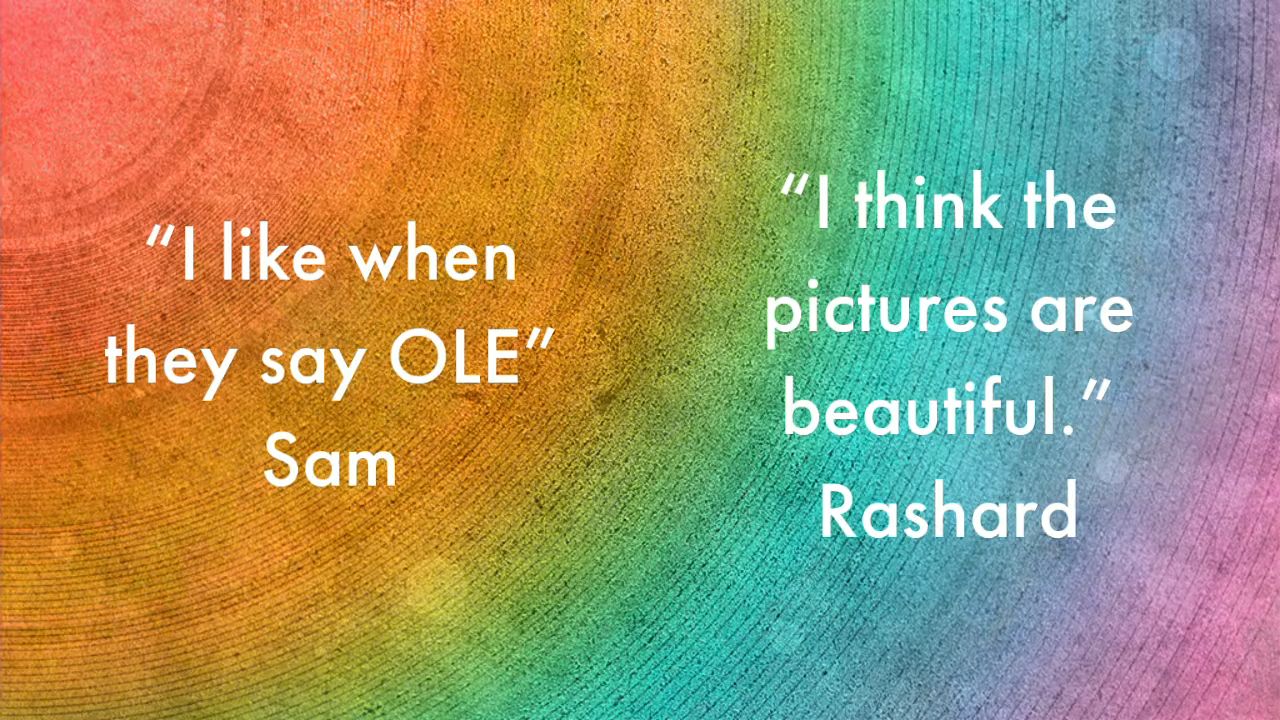 “I like when
they say OLE”
Sam
“I think the
pictures are
beautiful.”
Rashard